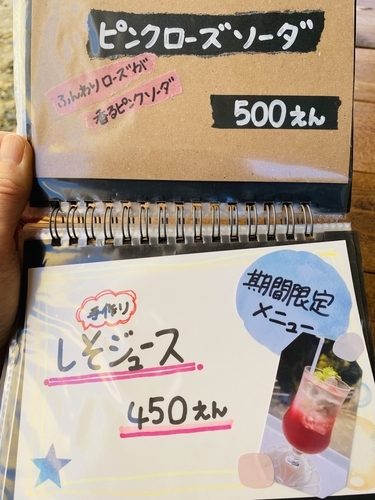 ピンクローズソーダ
ふんわりローズが
香るピンクソーダ
500えん
期間限定
メニュー
手作り
しそジュース
450えん